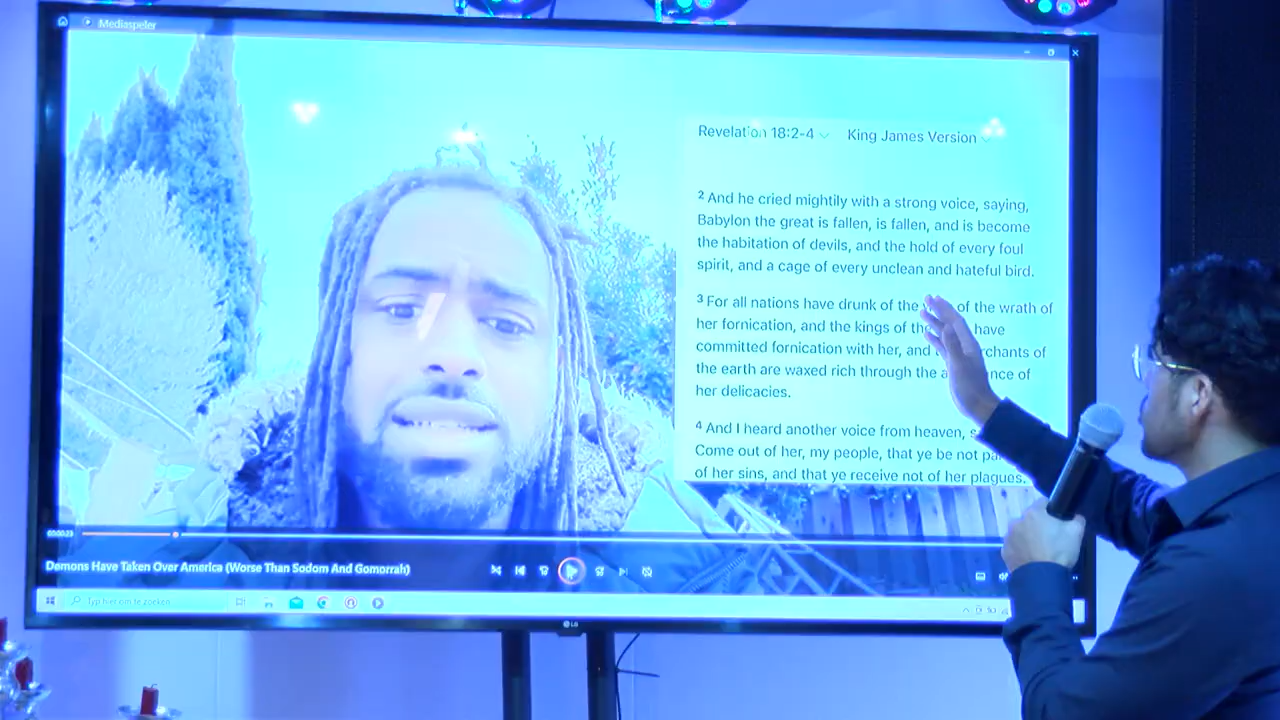 Mediaspeler
Revelation 18:2-4 King James Version
2 And he cried mightily with a strong voice, saying,
Babylon the great is fallen, is fallen, and is become
the habitation of devils, and the hold of every foul
spirit, and a cage of every unclean and hateful bird.
3 For all nations have drunk of the of the wrath of
her fornication, and the kings of the have
committed fornication with her, and chants of
the earth are waxed rich through the a nce of
her delicacies.
4 And I heard another voice from heaven, s
Come out of her, my people, that ye be not pa
of her sins, and that ye receive not of her plagues.
Demons Have Taken Over America (Worse Than Sodom And Gomorrah)
Typ hier om te zoeken
LG